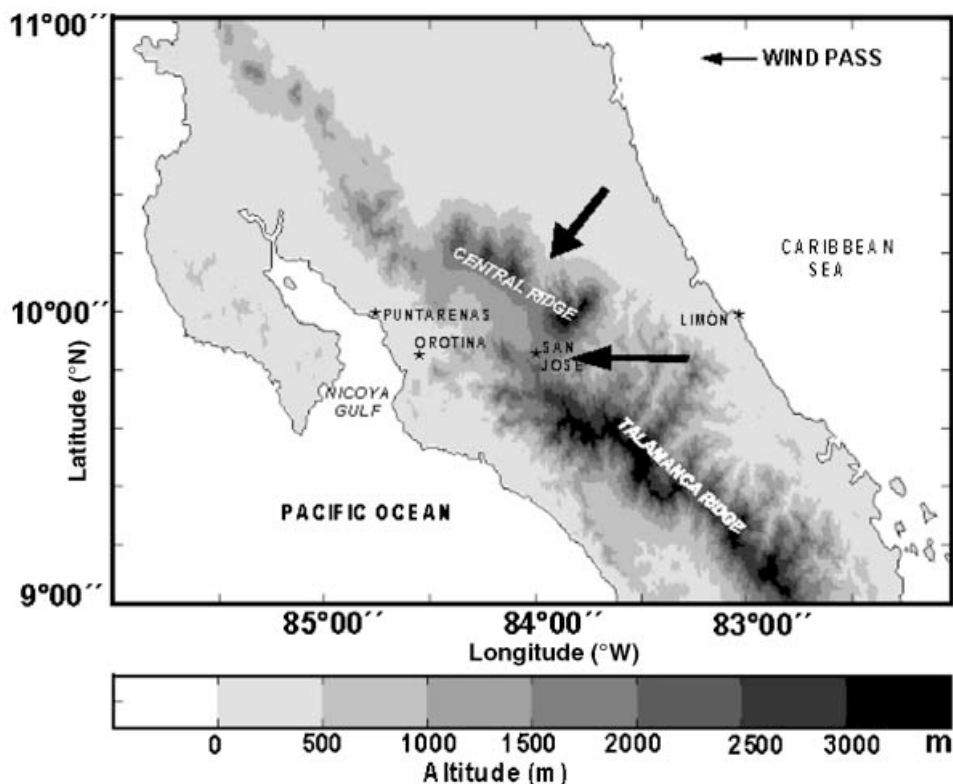 11°00´´
WIND PASS
CARIBBEAN
SEA
CENTRAL RIDGE
10°00´´
PUNTARENAS
LIMÓN
OROTINA
SAN
JOSE
NICOYA
GULF
TALAMANCA RIDGE
PACIFIC OCEAN
9°00´´
Latitude (°N)
85°00´´ 84°00´´ 83°00´´
Longitude (°W)
0 500 1000 1500 2000 2500 3000 m
Altitude (m)